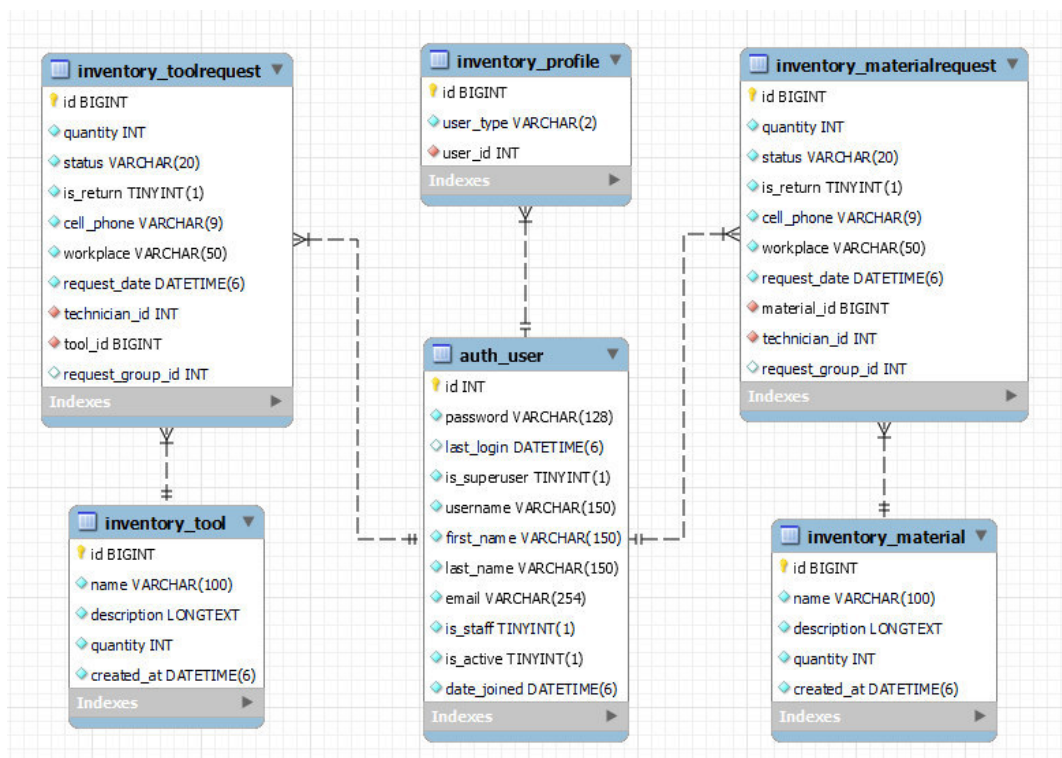 inventory_toolrequest
id BIGINT
quantity INT
status VARCHAR(20)
is_return TINYINT(1)
cell_phone VARCHAR(9)
workplace VARCHAR(50)
request_date DATETIME(6)
technician_id INT
tool_id BIGINT
request_group_id INT
Indexes
inventory_profile
id BIGINT
user_type VARCHAR(2)
user_id INT
Indexes
inventory_materialrequest
id BIGINT
quantity INT
status VARCHAR(20)
is_return TINYINT(1)
cell_phone VARCHAR(9)
workplace VARCHAR(50)
request_date DATETIME(6)
material_id BIGINT
technician_id INT
request_group_id INT
Indexes
inventory_tool
id BIGINT
name VARCHAR(100)
description LONGTEXT
quantity INT
created_at DATETIME(6)
Indexes
auth_user
id INT
password VARCHAR(128)
last_login DATETIME(6)
is_superuser TINYINT(1)
username VARCHAR(150)
first_name VARCHAR(150)
last_name VARCHAR(150)
email VARCHAR(254)
is_staff TINYINT(1)
is_active TINYINT(1)
date_joined DATETIME(6)
Indexes
inventory_material
id BIGINT
name VARCHAR(100)
description LONGTEXT
quantity INT
created_at DATETIME(6)
Indexes